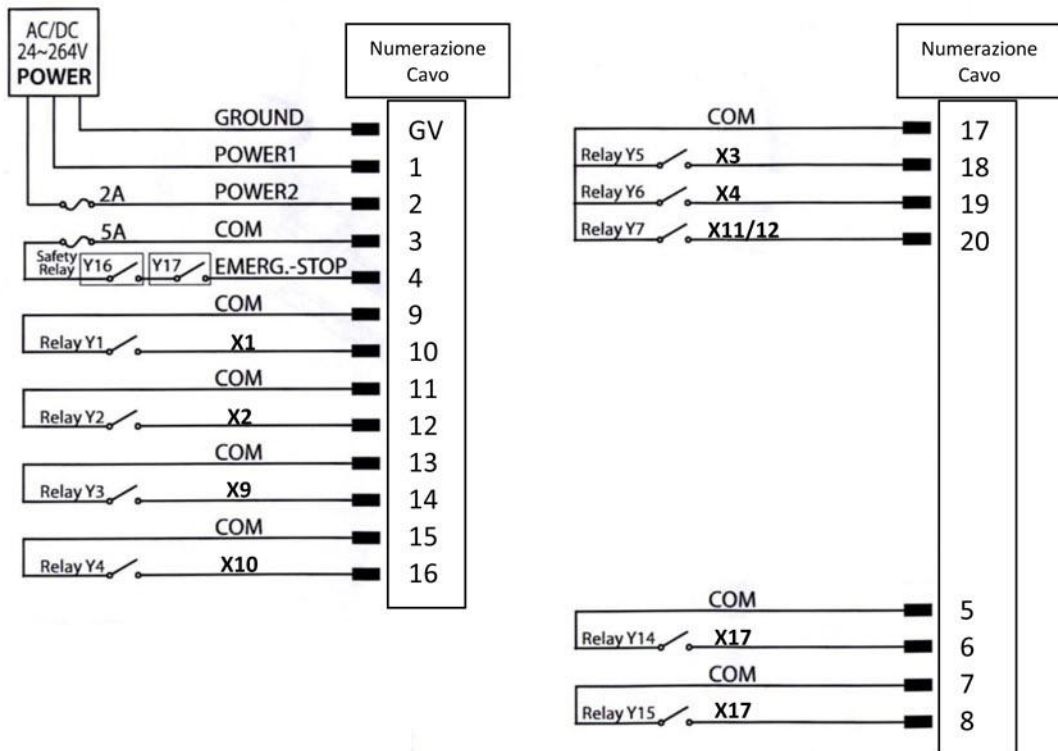 AC/DC
24~264V
POWER
Numerazione
Cavo
GROUND GV
POWER1 1
2A POWER2 2
5A COM 3
Safety
Relay Y16 Y17 EMERG.-STOP 4
COM 9
Relay Y1 X1 10
COM 11
Relay Y2 X2 12
COM 13
Relay Y3 X9 14
COM 15
Relay Y4 X10 16
Numerazione
Cavo
COM 17
Relay Y5 X3 18
Relay Y6 X4 19
Relay Y7 X11/12 20
COM 5
Relay Y14 X17 6
COM 7
Relay Y15 X17 8